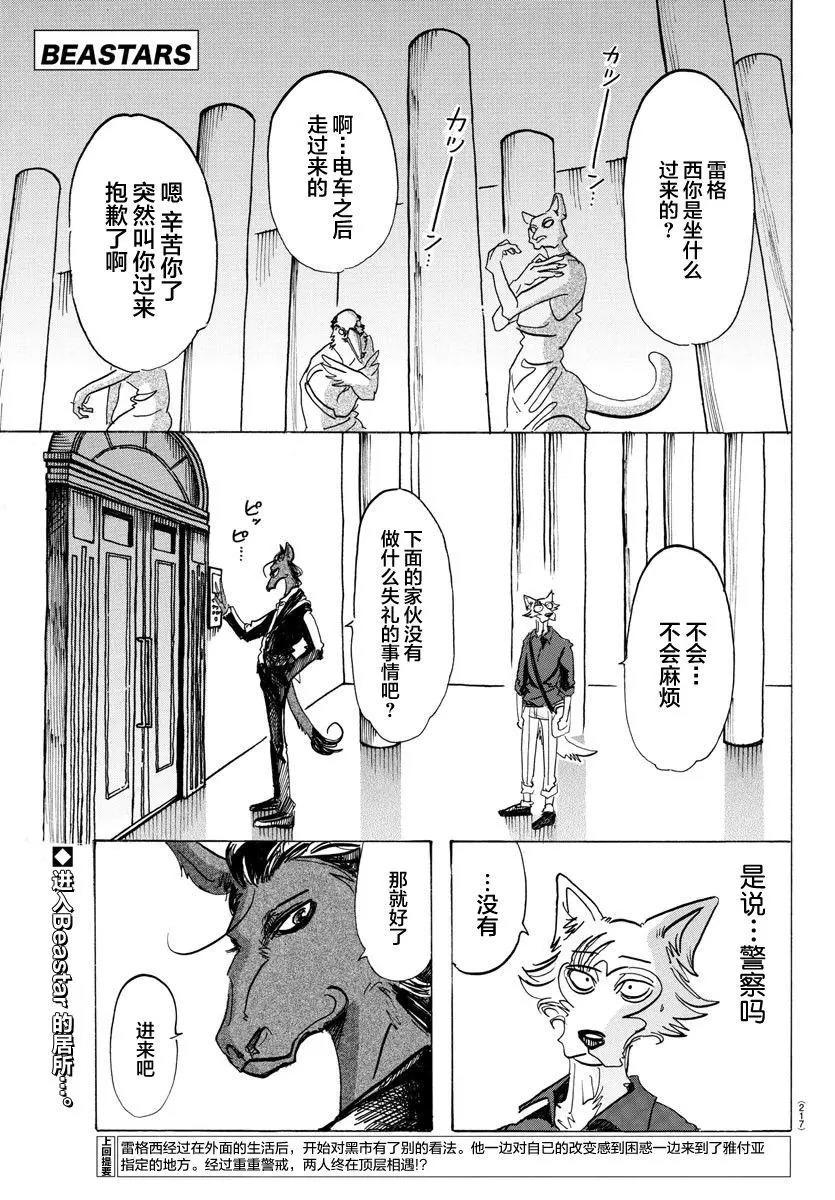 BEASTARS
雷格
西你是坐什么
过来的？
カツ…
カツ…
啊…电车之后
走过来的
嗯 辛苦你了
突然叫你过来
抱歉了啊
不会…
不会麻烦
下面的家伙没有
做什么失礼的事情吧？
ピッ
ピ…
是说…警察吗
…没有
那就好了
进来吧
◆进入Beastar 的居所…。
(217)
上回提要
雷格西经过在外面的生活后，开始对黑市有了别的看法。他一边对自已的改变感到困惑一边来到了雅付亚
指定的地方。经过重重警戒，两人终在顶层相遇!?